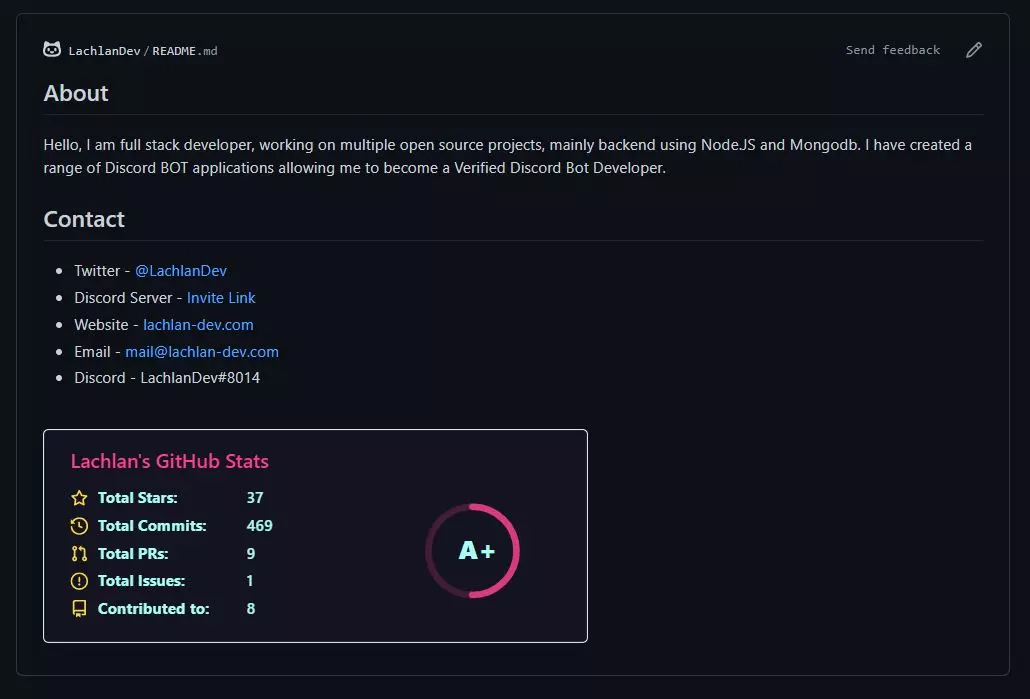 LachlanDev/README.md
Send feedback
About
Hello, I am full stack developer, working on multiple open source projects, mainly backend using NodeJS and Mongodb. I have created a
range of Discord BOT applications allowing me to become a Verified Discord Bot Developer.
Contact
Twitter - @LachlanDev
Discord Server - Invite Link
Website - lachlan-dev.com
Email - mail@lachlan-dev.com
Discord - LachlanDev#8014
Lachlan's GitHub Stats
Total Stars: 37
Total Commits: 469
Total PRs: 9
Total Issues: 1
Contributed to: 8
A+